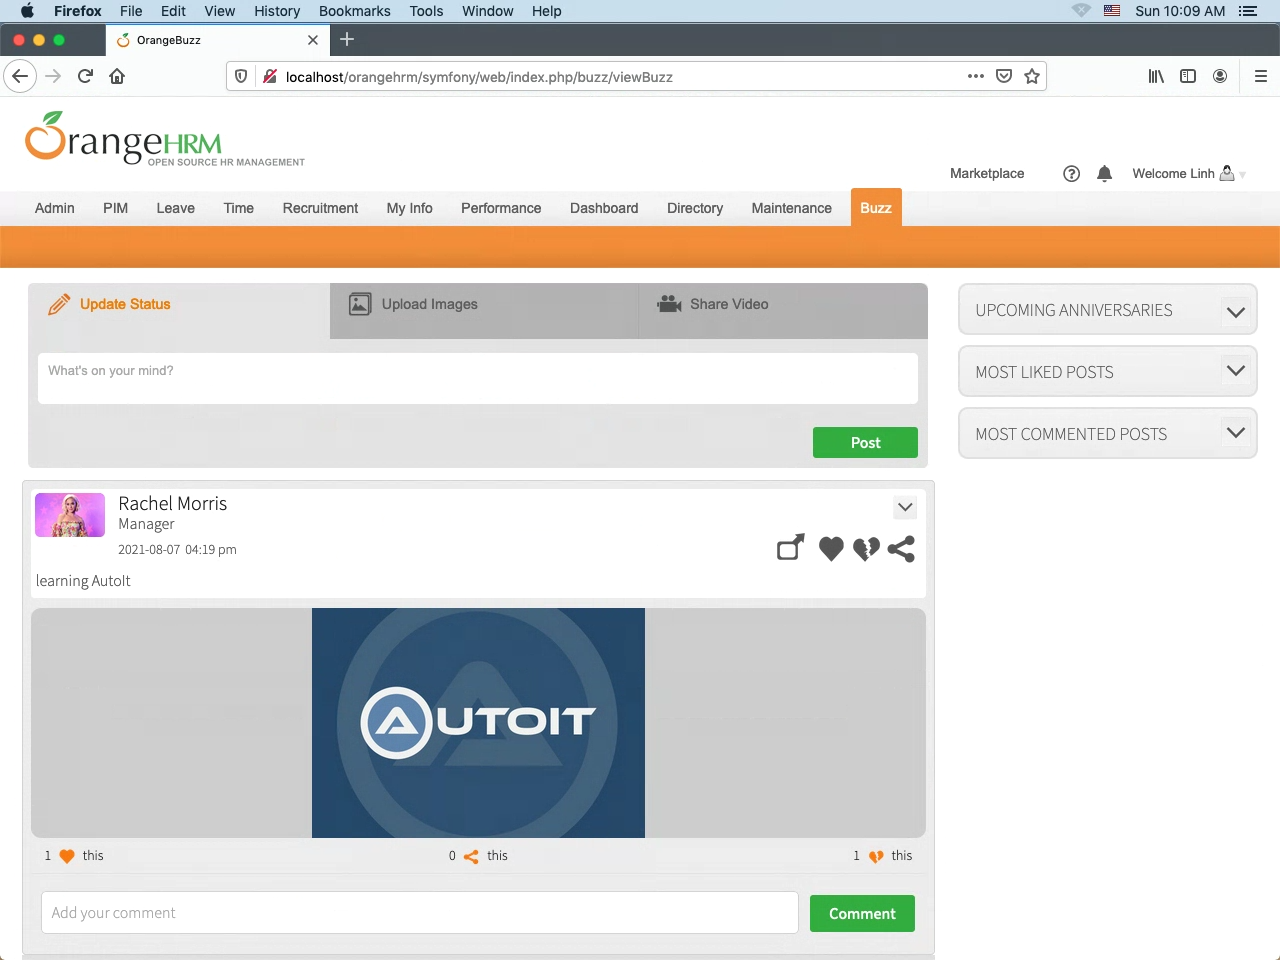 Firefox File Edit View History Bookmarks Tools Window Help Sun 10:09 AM
OrangeBuzz
localhost/orangehrm/symfony/web/index.php/buzz/viewBuzz
OrangeHRM
OPEN SOURCE HR MANAGEMENT
Marketplace Welcome Linh
Admin PIM Leave Time Recruitment My Info Performance Dashboard Directory Maintenance Buzz
Update Status Upload Images Share Video
What's on your mind?
Post
UPCOMING ANNIVERSARIES
MOST LIKED POSTS
MOST COMMENTED POSTS
Rachel Morris
Manager
2021-08-07 04:19 pm
learning AutoIt
AUTOIT
1 this 0 this 1 this
Add your comment Comment